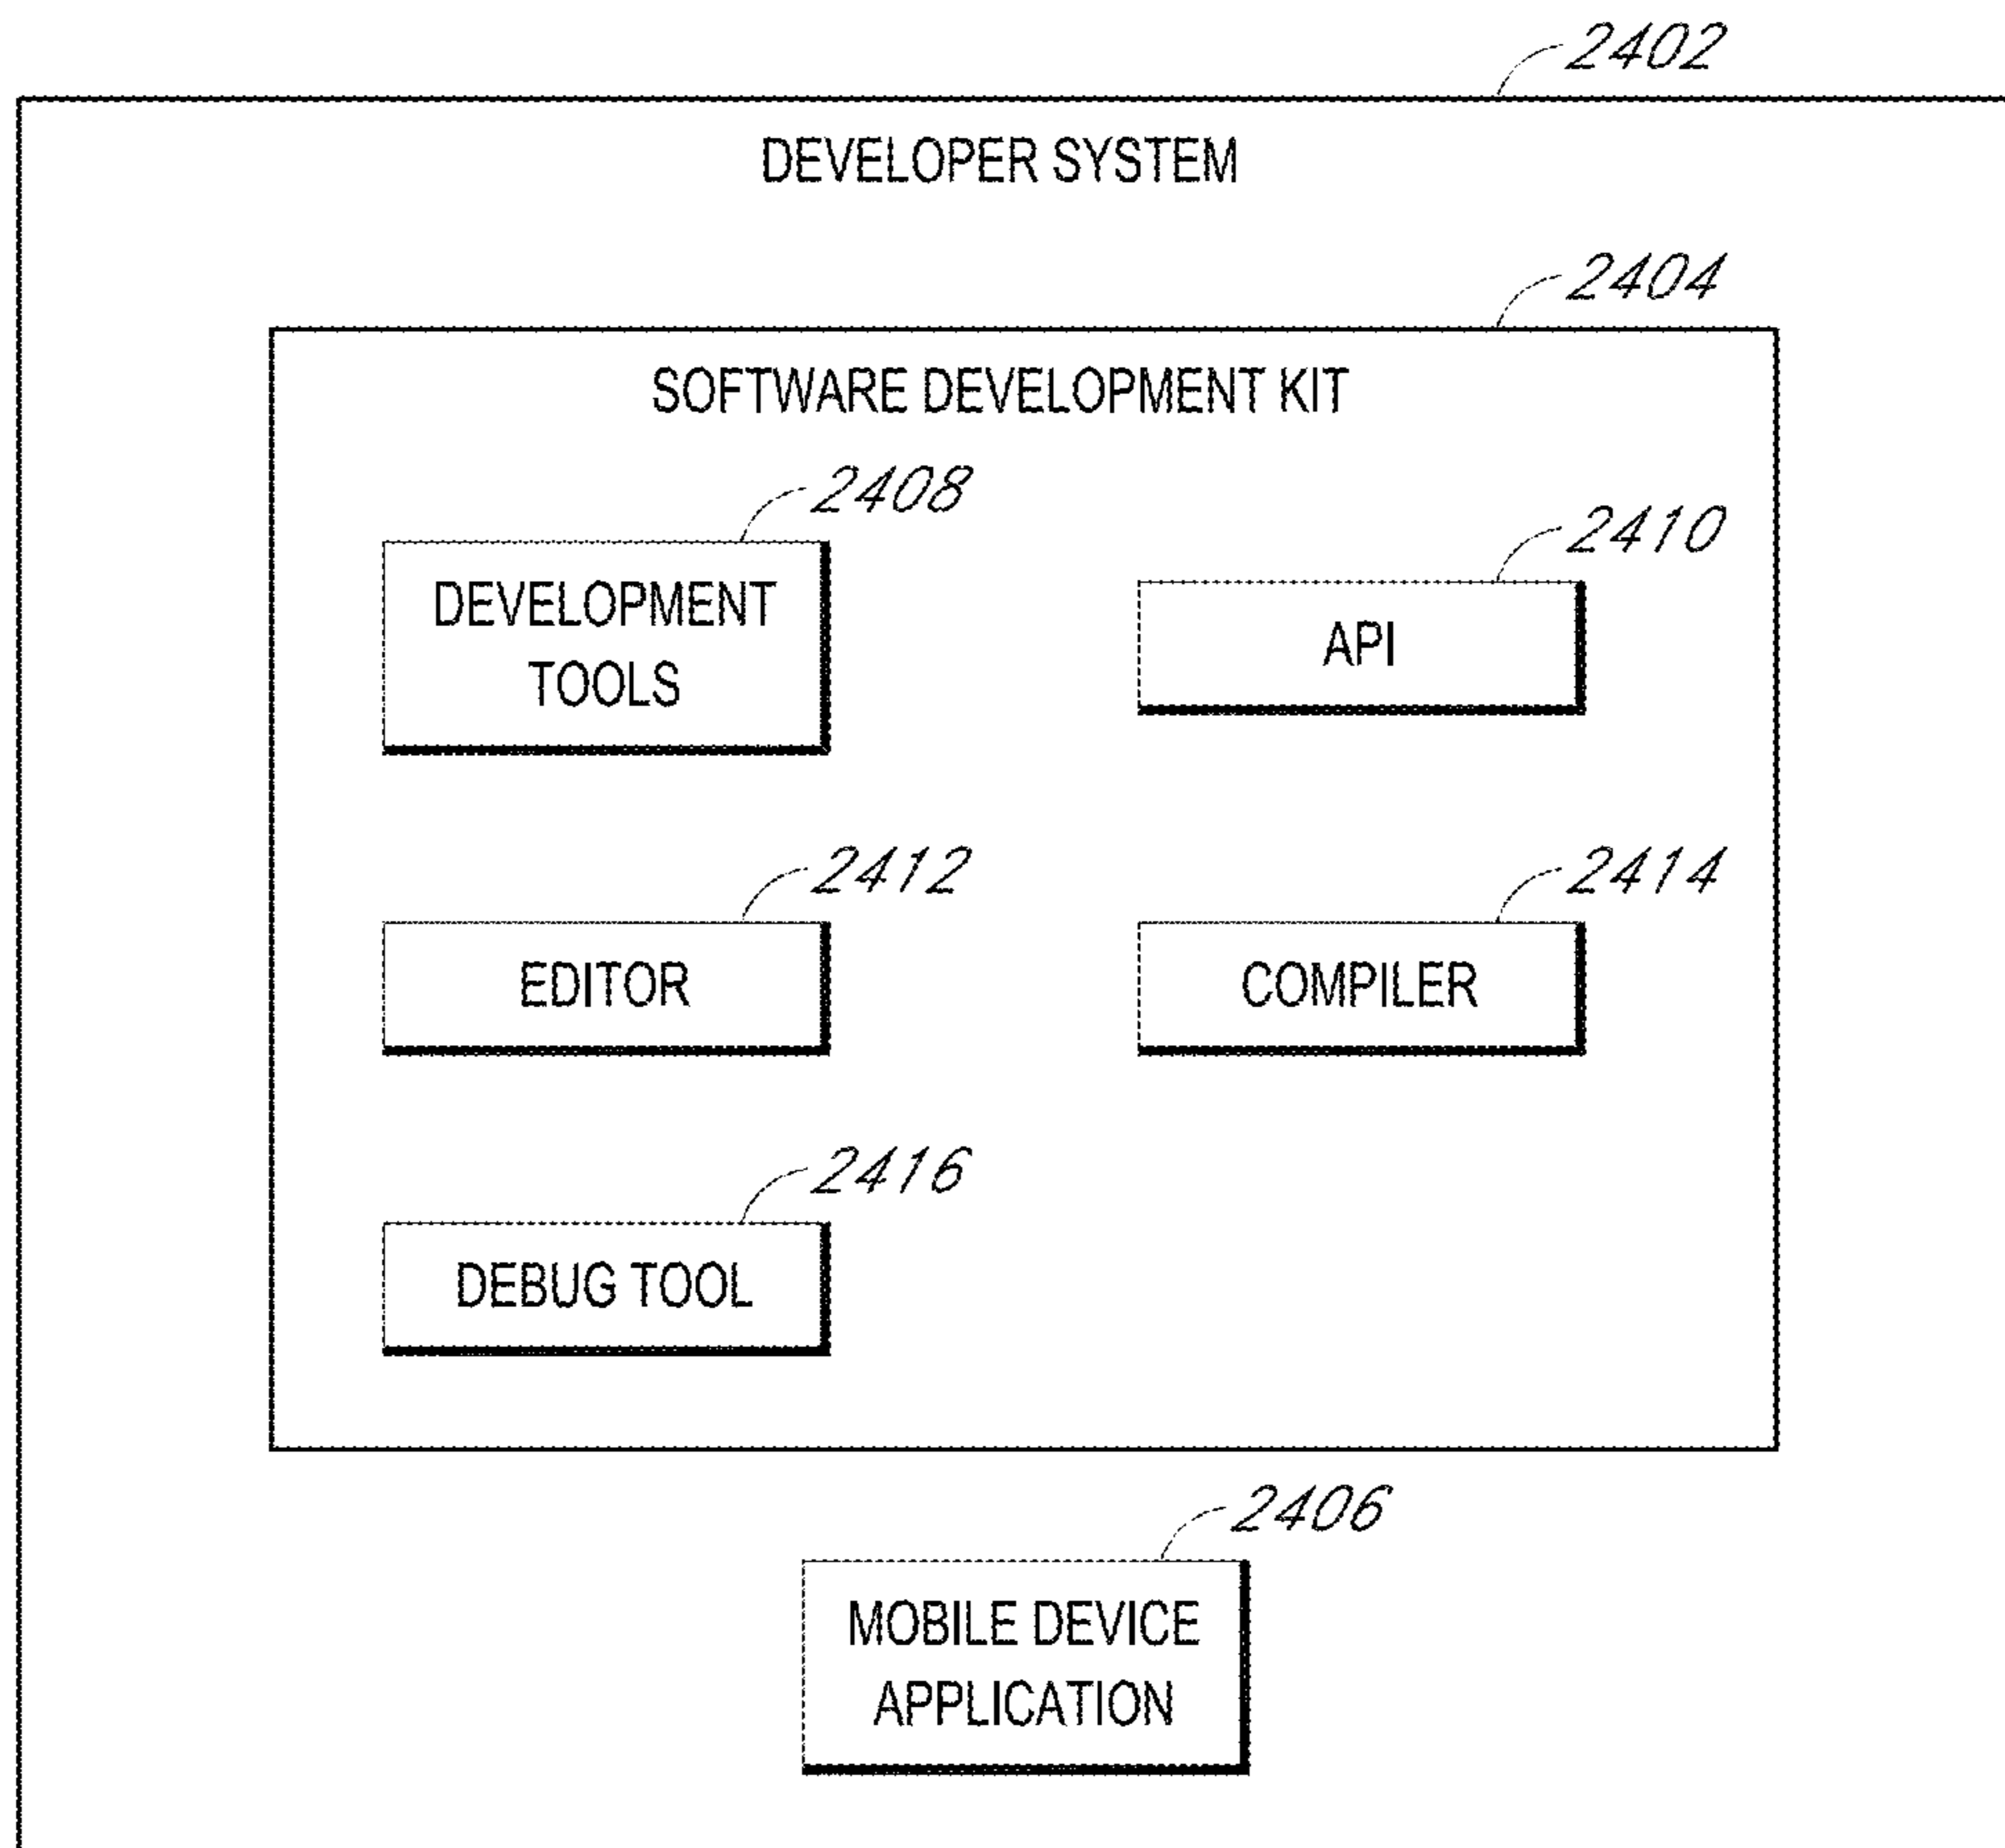 2402
DEVELOPER SYSTEM
2404
SOFTWARE DEVELOPMENT KIT
2408
DEVELOPMENT
TOOLS
2410
API
2412
EDITOR
2414
COMPILER
2416
DEBUG TOOL
2406
MOBILE DEVICE
APPLICATION